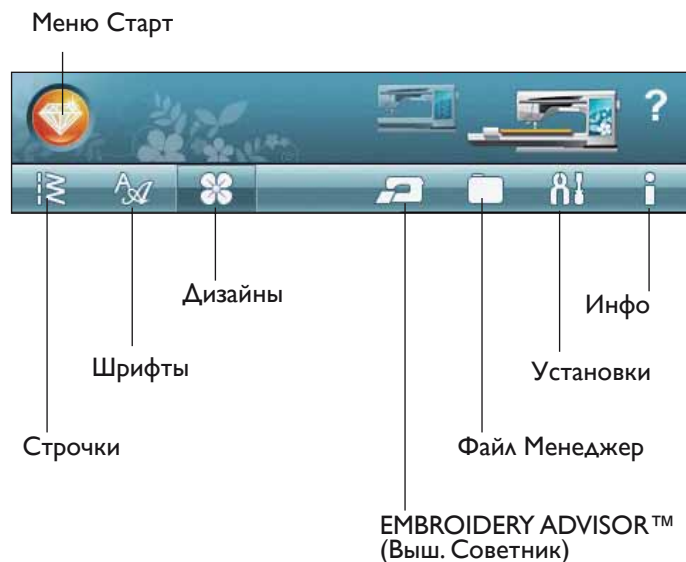 Меню Старт
?
Дизайны
Инфо
Шрифты
Установки
Строчки
Файл Менеджер
EMBROIDERY ADVISOR™
(Выш. Советник)